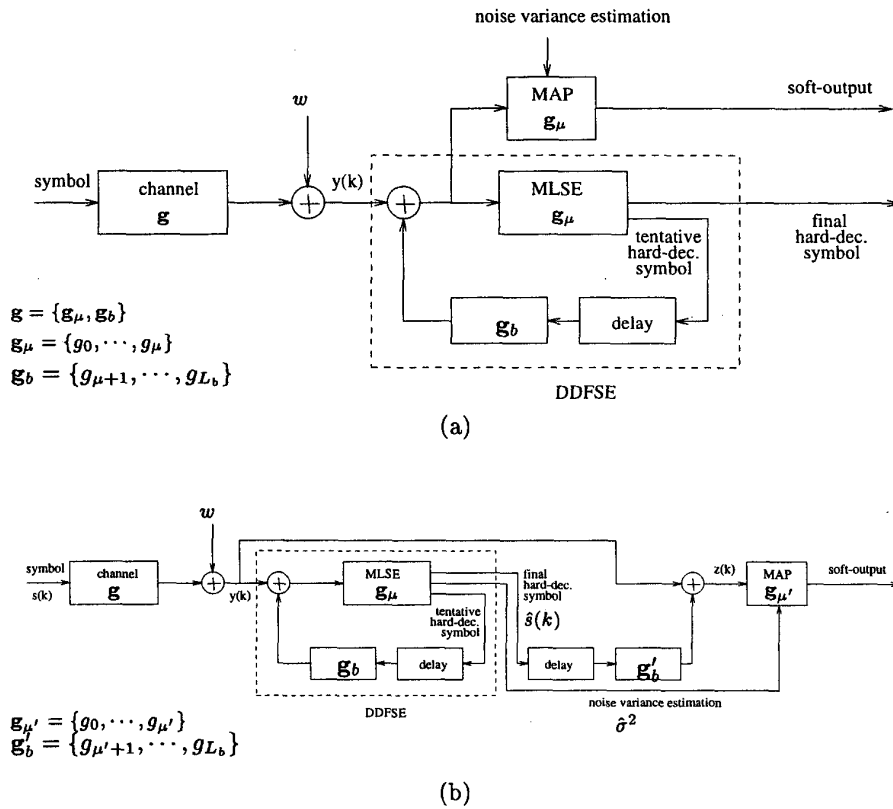 noise variance estimation
w
MAP
g_μ
soft-output
symbol
channel
g
y(k)
MLSE
g_μ
tentative
hard-dec.
symbol
final
hard-dec.
symbol
g_b
delay
DDFSE
g = {g_μ, g_b}
g_μ = {g_0, ⋯, g_μ}
g_b = {g_{μ+1}, ⋯, g_{L_b}}
(a)
w
symbol
s(k)
channel
g
y(k)
MLSE
g_μ
tentative
hard-dec.
symbol
g_b
delay
DDFSE
final
hard-dec.
symbol
ŝ(k)
delay
g'_b
z(k)
MAP
g_{μ'}
soft-output
noise variance estimation
σ̂²
g_{μ'} = {g_0, ⋯, g_{μ'}}
g'_b = {g_{μ'+1}, ⋯, g_{L_b}}
(b)